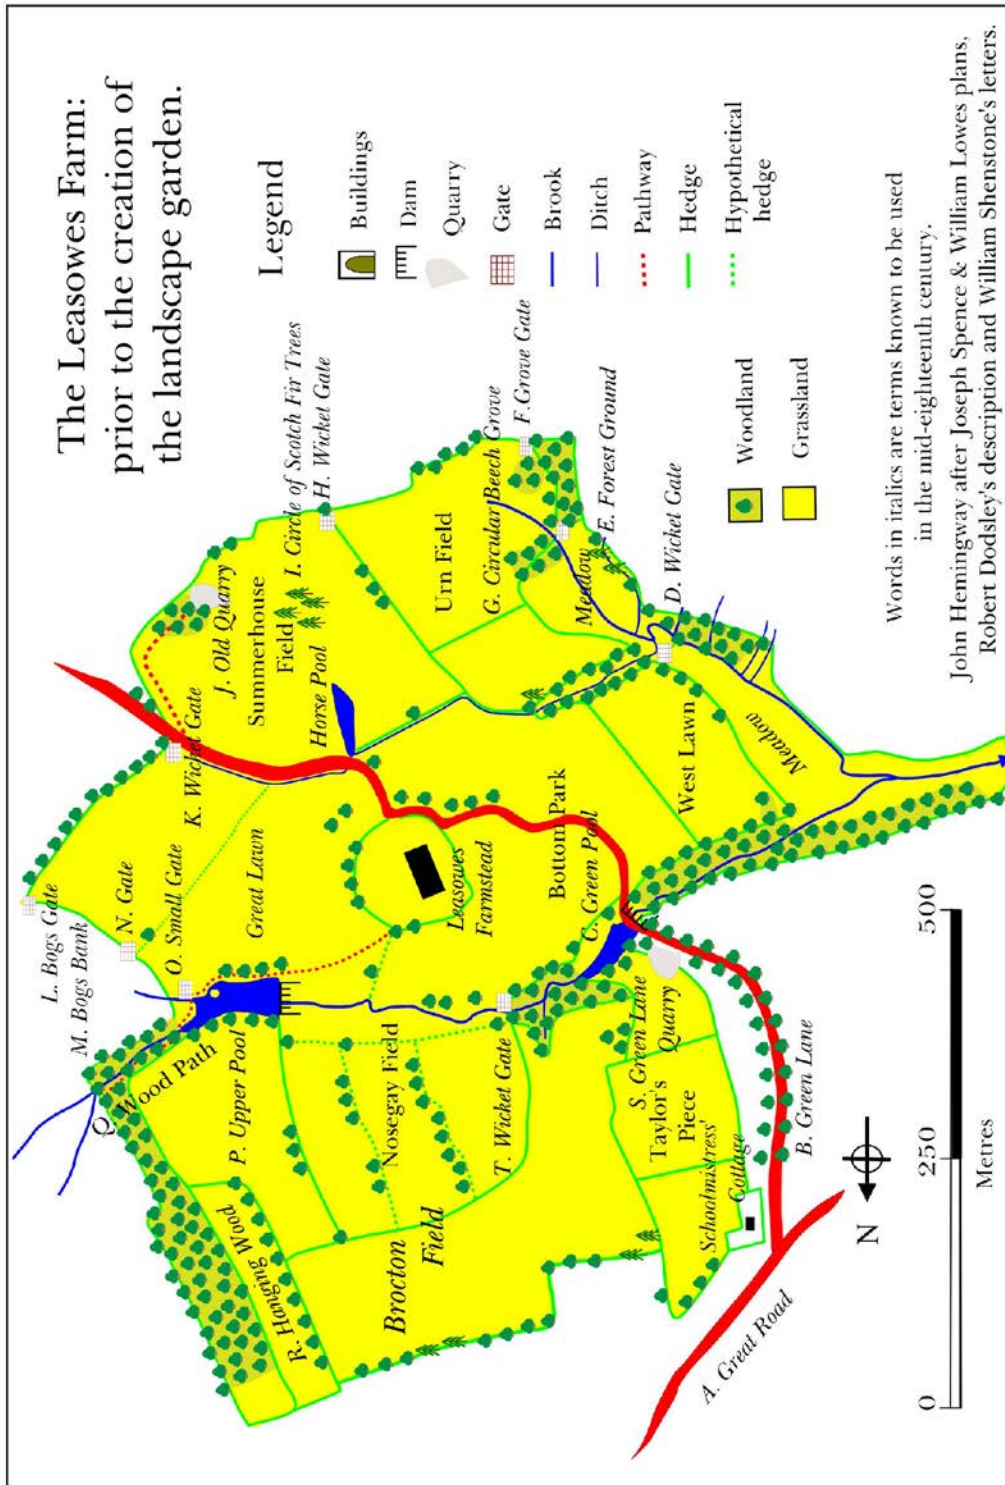 The Leasowes Farm:
prior to the creation of
the landscape garden.
Legend
Buildings
Dam
Quarry
Gate
Brook
Ditch
Pathway
Hedge
Hypothetical
hedge
Woodland
Grassland
Words in italics are terms known to be used
in the mid-eighteenth century.
John Hemingway after Joseph Spence & William Lowes plans,
Robert Dodsley's description and William Shenstone's letters.
L. Bogs Gate
M. Bogs Bank
N. Gate
O. Small Gate
K. Wicket Gate
J. Old Quarry
Summerhouse
Field
I. Circle of Scotch Fir Trees
H. Wicket Gate
Horse Pool
Great Lawn
Urn Field
G. Circular Beech Grove
F. Grove Gate
E. Forest Ground
Meadow
D. Wicket Gate
Q. Wood Path
P. Upper Pool
R. Hanging Wood
Nosegay Field
Leasowes
Farmstead
Bottom Park
C. Green Pool
West Lawn
Meadow
Brocton
Field
T. Wicket Gate
S. Green Lane
Quarry
Taylor's
Piece
Schoolmistress'
Cottage
B. Green Lane
A. Great Road
N
0
250
500
Metres